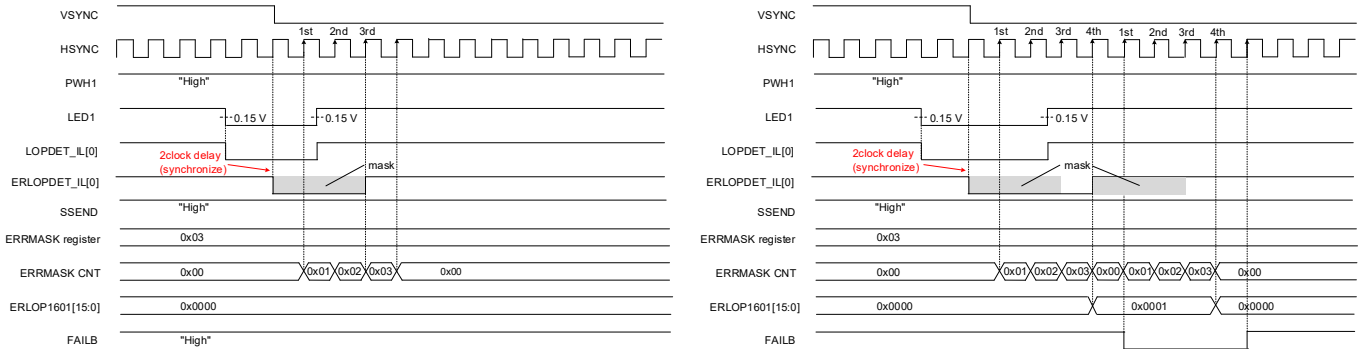 VSYNC
1st 2nd 3rd
HSYNC
PWH1 "High"
LED1 0.15 V 0.15 V
LOPDET_IL[0]
2clock delay
(synchronize)
mask
ERLOPDET_IL[0]
SSEND "High"
ERRMASK register 0x03
ERRMASK CNT 0x00 0x01 0x02 0x03 0x00
ERLOP1601[15:0] 0x0000
FAILB "High"
VSYNC
1st 2nd 3rd 4th 1st 2nd 3rd 4th
HSYNC
PWH1 "High"
LED1 0.15 V 0.15 V
LOPDET_IL[0]
2clock delay
(synchronize)
mask
ERLOPDET_IL[0]
SSEND "High"
ERRMASK register 0x03
ERRMASK CNT 0x00 0x01 0x02 0x03 0x00 0x01 0x02 0x03 0x00
ERLOP1601[15:0] 0x0000 0x0001 0x0000
FAILB